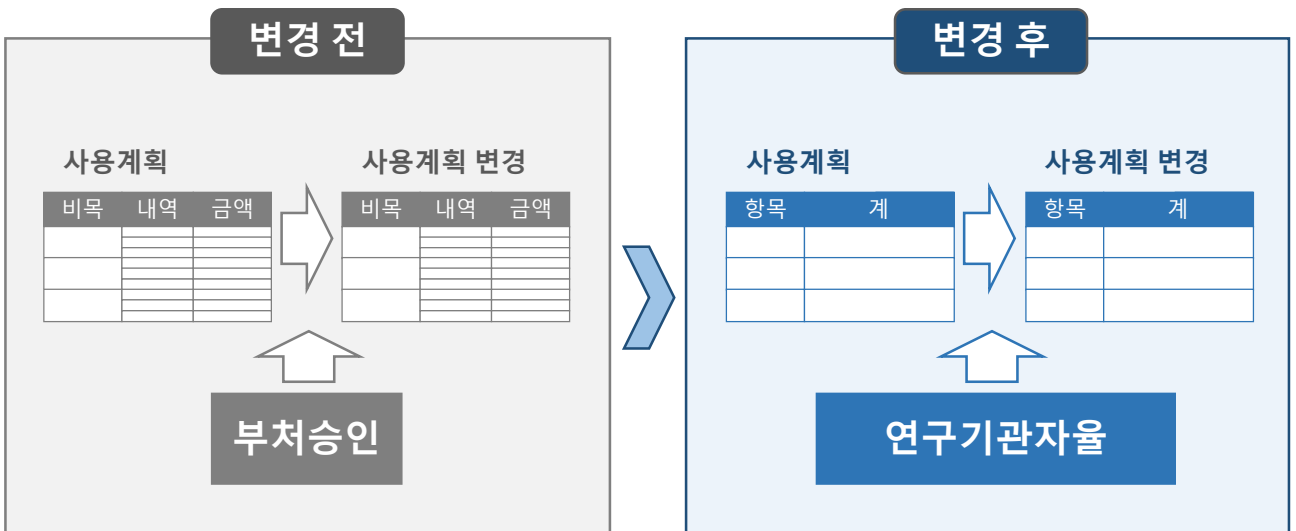 변경 전
사용계획
사용계획 변경
비목 내역 금액
비목 내역 금액
부처승인
변경 후
사용계획
사용계획 변경
항목 계
항목 계
연구기관자율